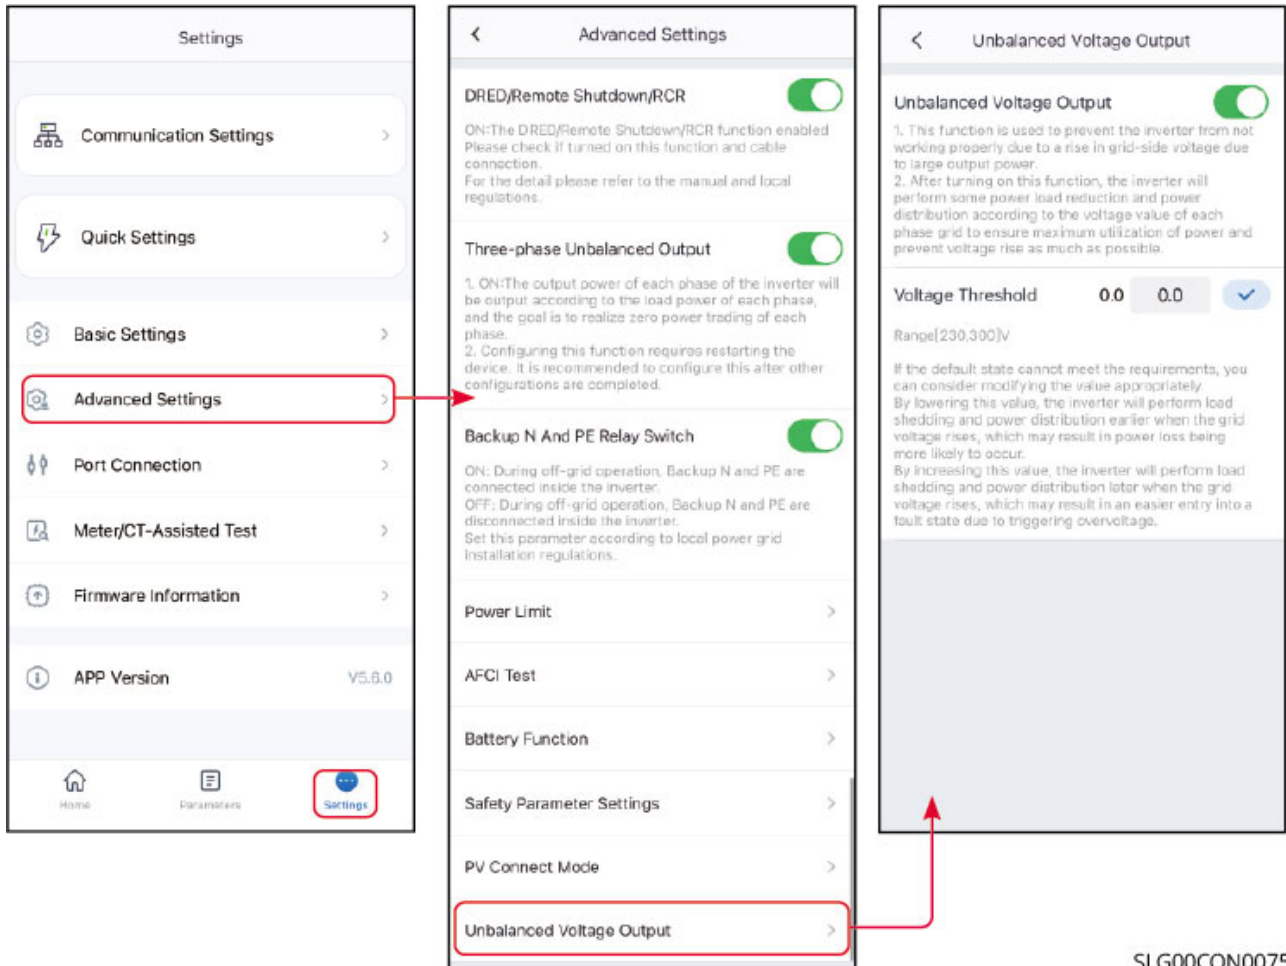 Settings
Communication Settings
Quick Settings
Basic Settings
Advanced Settings
Port Connection
Meter/CT-Assisted Test
Firmware Information
APP Version V5.6.0
Home Parameters Settings
Advanced Settings
DRED/Remote Shutdown/RCR
ON:The DRED/Remote Shutdown/RCR function enabled
Please check if turned on this function and cable
connection.
For the detail please refer to the manual and local
regulations.
Three-phase Unbalanced Output
1. ON:The output power of each phase of the inverter will
be output according to the load power of each phase,
and the goal is to realize zero power trading of each
phase.
2. Configuring this function requires restarting the
device. It is recommended to configure this after other
configurations are completed.
Backup N And PE Relay Switch
ON: During off-grid operation, Backup N and PE are
connected inside the inverter.
OFF: During off-grid operation, Backup N and PE are
disconnected inside the inverter.
Set this parameter according to local power grid
installation regulations.
Power Limit
AFCI Test
Battery Function
Safety Parameter Settings
PV Connect Mode
Unbalanced Voltage Output
Unbalanced Voltage Output
Unbalanced Voltage Output
1. This function is used to prevent the inverter from not
working properly due to a rise in grid-side voltage due
to large output power.
2. After turning on this function, the inverter will
perform some power load reduction and power
distribution according to the voltage value of each
phase grid to ensure maximum utilization of power and
prevent voltage rise as much as possible.
Voltage Threshold 0.0 0.0
Range[230,300]V
If the default state cannot meet the requirements, you
can consider modifying the value appropriately.
By lowering this value, the inverter will perform load
shedding and power distribution earlier when the grid
voltage rises, which may result in power loss being
more likely to occur.
By increasing this value, the inverter will perform load
shedding and power distribution later when the grid
voltage rises, which may result in an easier entry into a
fault state due to triggering overvoltage.